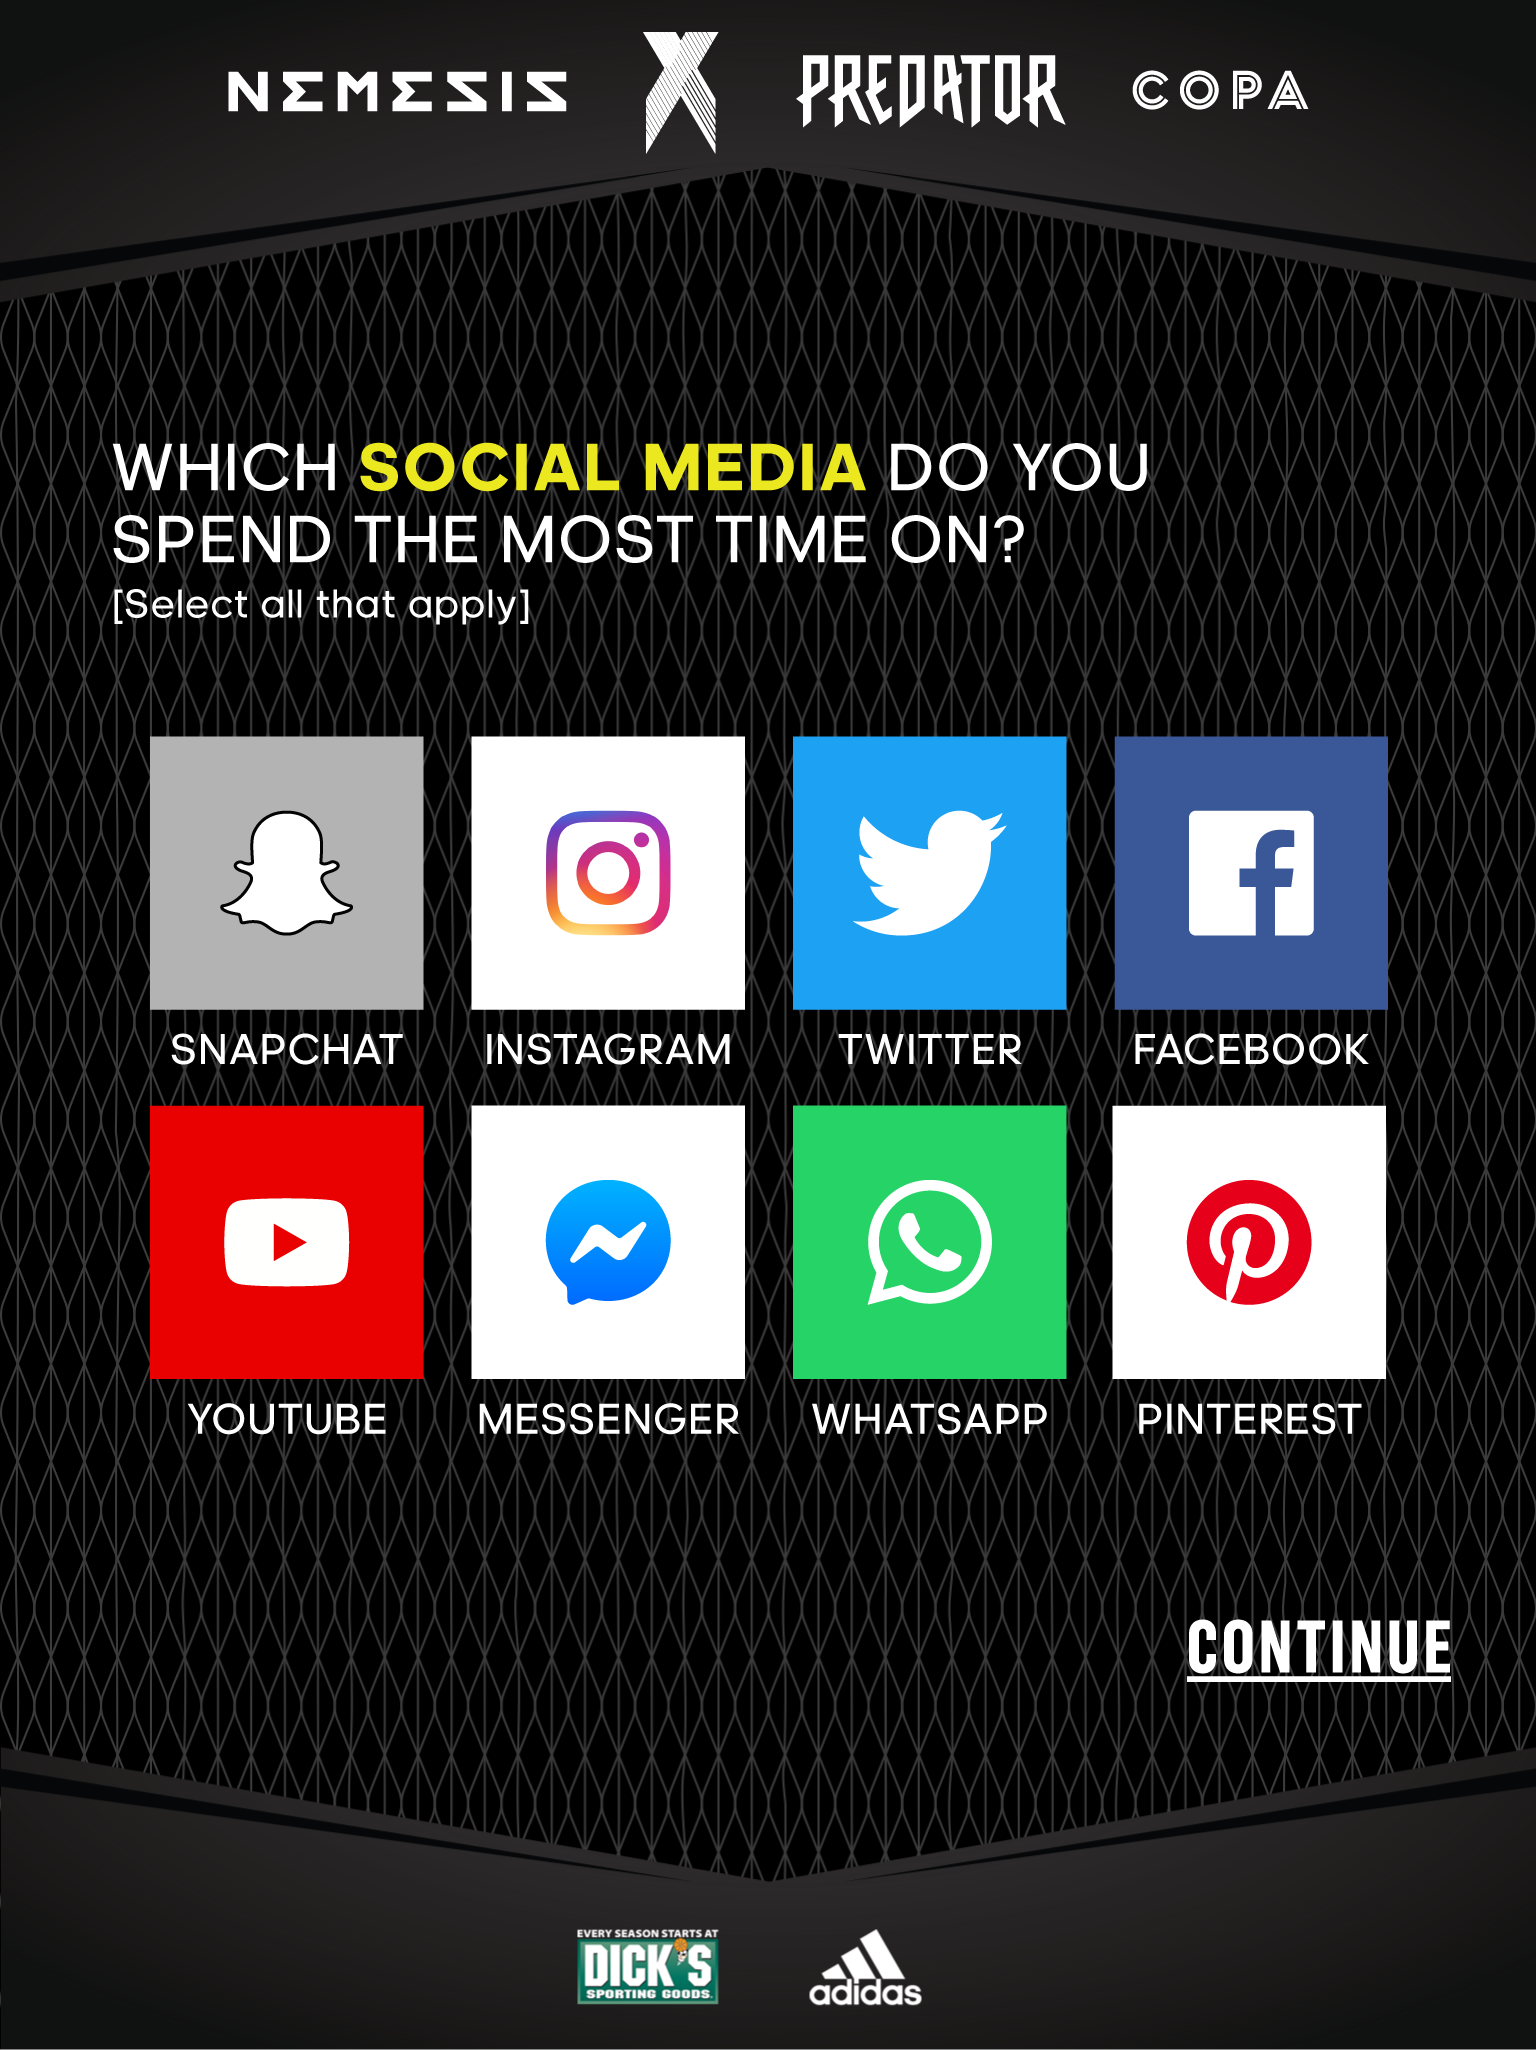 NEMESIS X PREDATOR COPA
WHICH SOCIAL MEDIA DO YOU
SPEND THE MOST TIME ON?
[Select all that apply]
SNAPCHAT INSTAGRAM TWITTER FACEBOOK
YOUTUBE MESSENGER WHATSAPP PINTEREST
CONTINUE
EVERY SEASON STARTS AT
DICK'S
SPORTING GOODS.
adidas